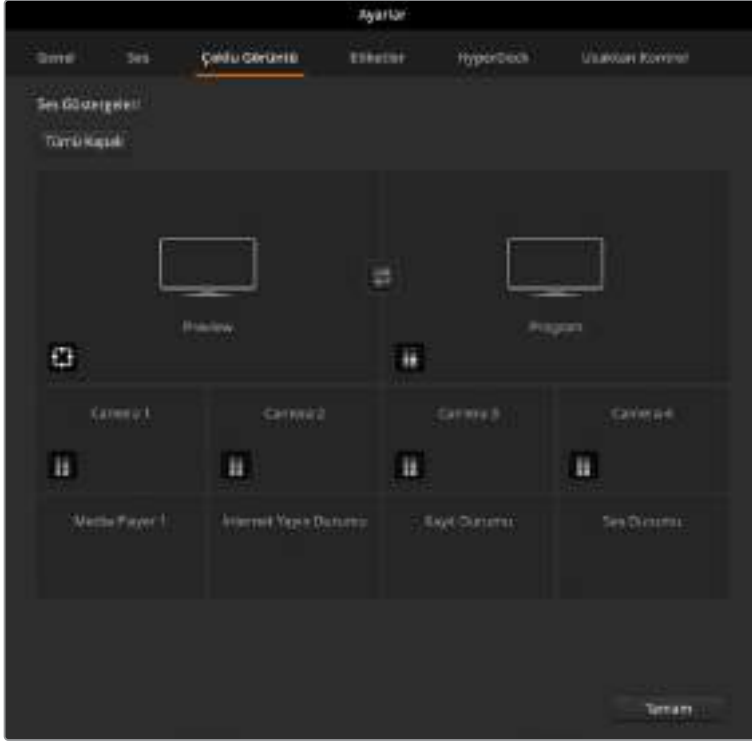 Ayarlar
Genel Ses Çoklu Görüntü Etiketler HyperDeck Uzaktan Kontrol
Ses Göstergeleri
Tümü Kapalı
Preview Program
Camera 1 Camera 2 Camera 3 Camera 4
Media Player 1 İnternet Yayın Durumu Kayıt Durumu Ses Durumu
Tamam